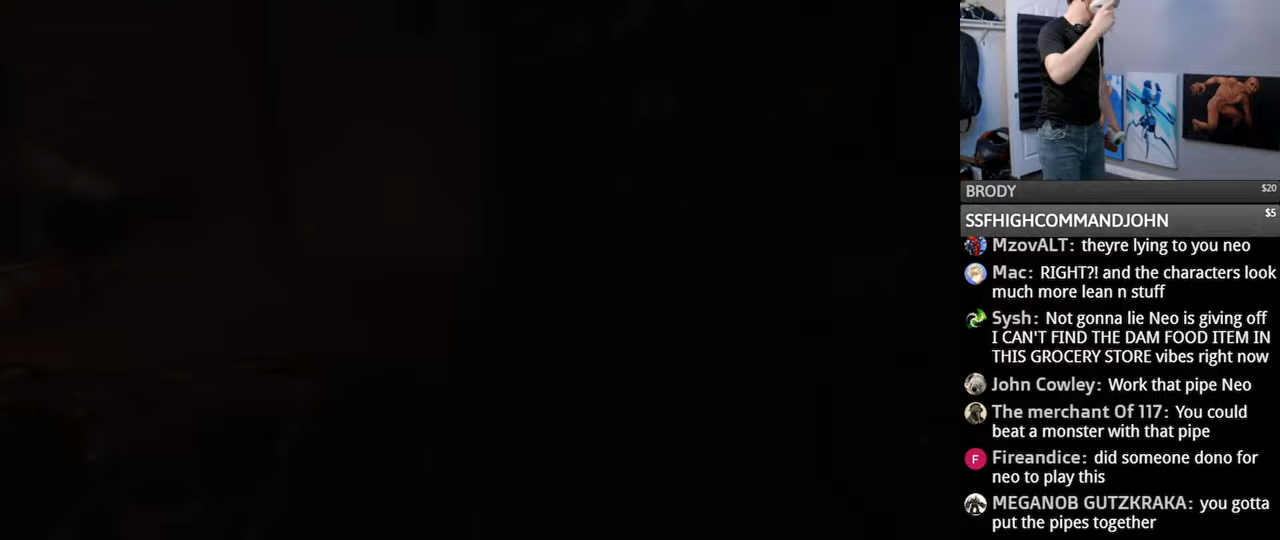 BRODY $20
SSFHIGHCOMMANDJOHN $5
MzovALT: theyre lying to you neo
Mac: RIGHT?! and the characters look
much more lean n stuff
Sysh: Not gonna lie Neo is giving off
I CAN'T FIND THE DAM FOOD ITEM IN
THIS GROCERY STORE vibes right now
John Cowley: Work that pipe Neo
The merchant Of 117: You could
beat a monster with that pipe
F Fireandice: did someone dono for
neo to play this
MEGANOB GUTZKRAKA: you gotta
put the pipes together